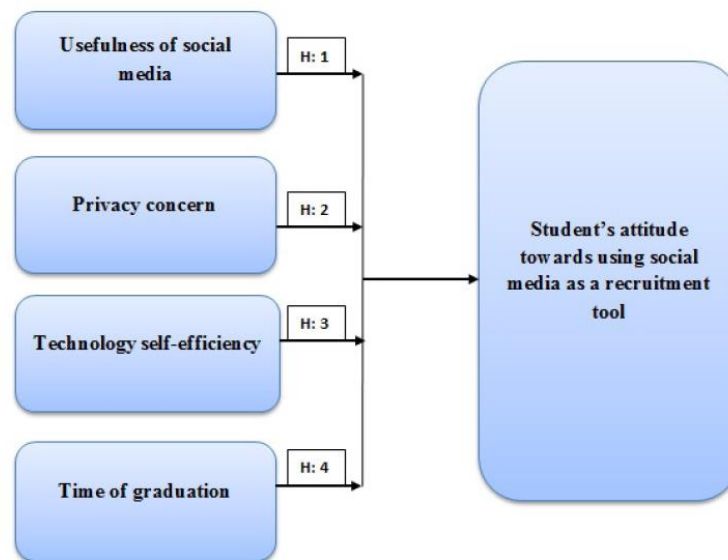 Usefulness of social
media
H: 1
Privacy concern
H: 2
Technology self-efficiency
H: 3
Time of graduation
H: 4
Student's attitude
towards using social
media as a recruitment
tool